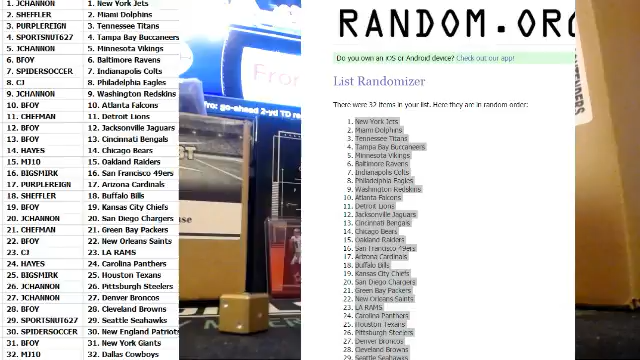 1. JCHANNON 1. New York Jets
2. SHEFFLER 2. Miami Dolphins
3. PURPLEREIGN 3. Tennessee Titans
4. SPORTSNUT627 4. Tampa Bay Buccaneers
5. JCHANNON 5. Minnesota Vikings
6. BFOY 6. Baltimore Ravens
7. SPIDERSOCCER 7. Indianapolis Colts
8. CJ 8. Philadelphia Eagles
9. JCHANNON 9. Washington Redskins
10. BFOY 10. Atlanta Falcons
11. CHEFMAN 11. Detroit Lions
12. BFOY 12. Jacksonville Jaguars
13. BFOY 13. Cincinnati Bengals
14. HAYES 14. Chicago Bears
15. MJ10 15. Oakland Raiders
16. BIGSMIRK 16. San Francisco 49ers
17. PURPLEREIGN 17. Arizona Cardinals
18. SHEFFLER 18. Buffalo Bills
19. BFOY 19. Kansas City Chiefs
20. JCHANNON 20. San Diego Chargers
21. CHEFMAN 21. Green Bay Packers
22. BFOY 22. New Orleans Saints
23. CJ 23. LA RAMS
24. HAYES 24. Carolina Panthers
25. BIGSMIRK 25. Houston Texans
26. JCHANNON 26. Pittsburgh Steelers
27. JCHANNON 27. Denver Broncos
28. BFOY 28. Cleveland Browns
29. SPORTSNUT627 29. Seattle Seahawks
30. SPIDERSOCCER 30. New England Patriots
31. BFOY 31. New York Giants
32. BFOY 32. Dallas Cowboys
From
ro: go-ahead 2-yd TD re
RANDOM.ORG
Do you own an iOS or Android device? Check out our app!
List Randomizer
There were 32 items in your list. Here they are in random order:
1. New York Jets
2. Miami Dolphins
3. Tennessee Titans
4. Tampa Bay Buccaneers
5. Minnesota Vikings
6. Baltimore Ravens
7. Indianapolis Colts
8. Philadelphia Eagles
9. Washington Redskins
10. Atlanta Falcons
11. Detroit Lions
12. Jacksonville Jaguars
13. Cincinnati Bengals
14. Chicago Bears
15. Oakland Raiders
16. San Francisco 49ers
17. Arizona Cardinals
18. Buffalo Bills
19. Kansas City Chiefs
20. San Diego Chargers
21. Green Bay Packers
22. New Orleans Saints
23. LA RAMS
24. Carolina Panthers
25. Houston Texans
26. Pittsburgh Steelers
27. Denver Broncos
28. Cleveland Browns
29. Seattle Seahawks